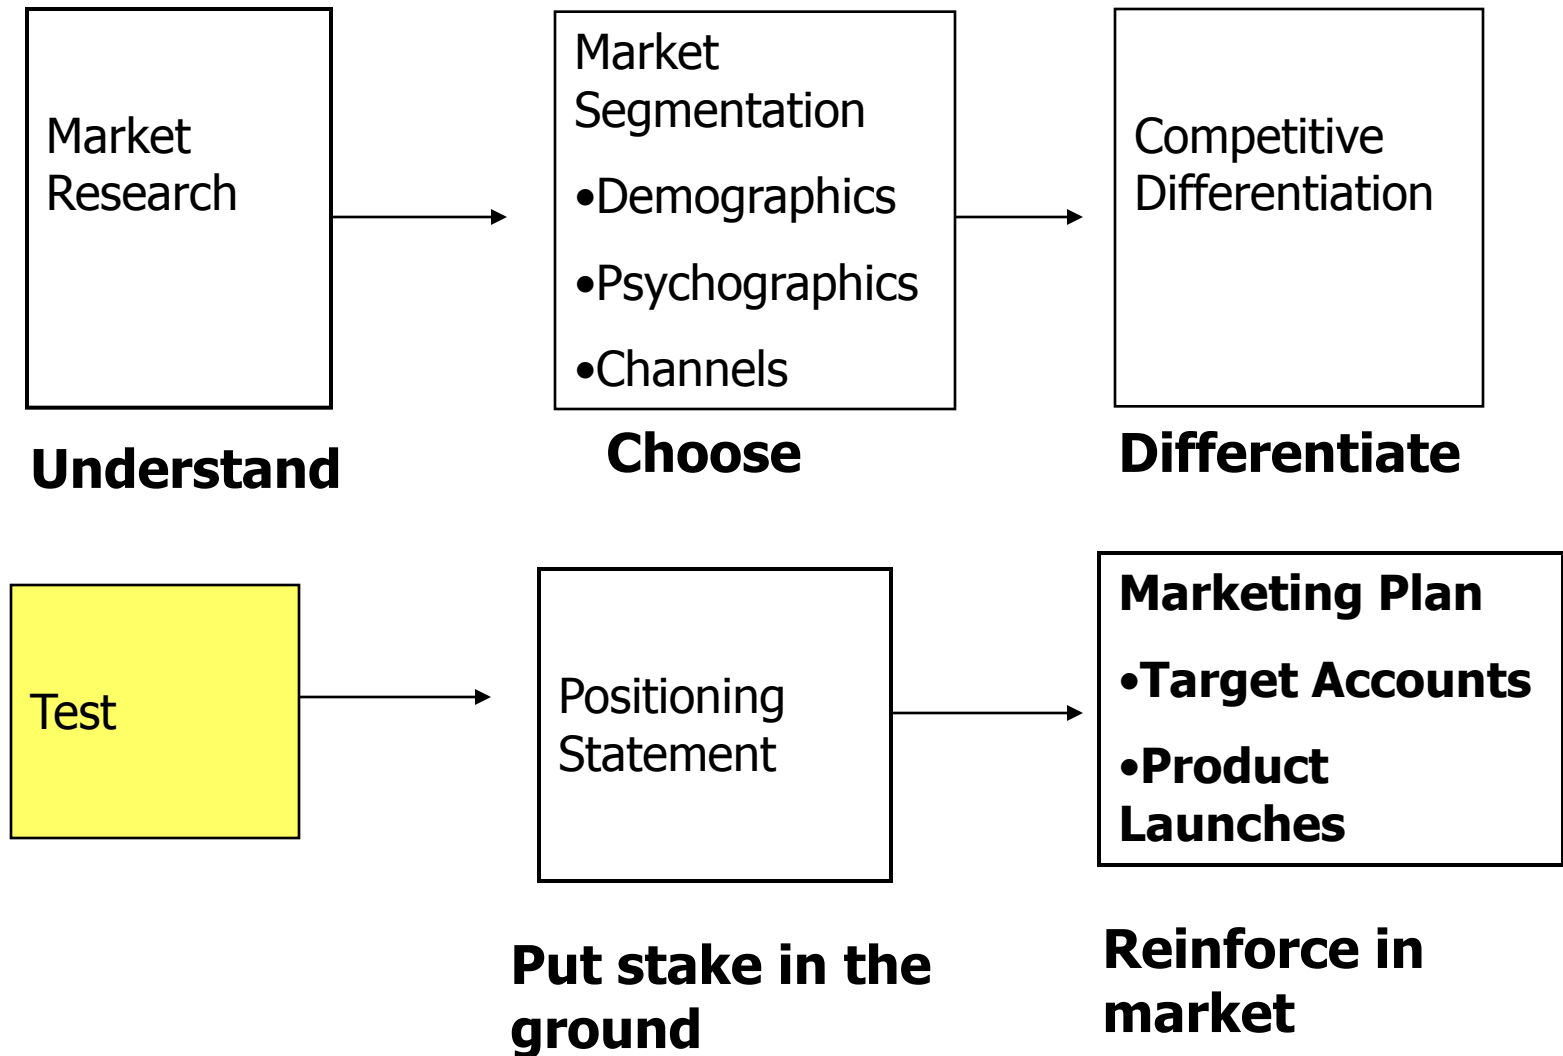 Market
Research
Market
Segmentation
•Demographics
•Psychographics
•Channels
Competitive
Differentiation
Understand
Choose
Differentiate
Test
Positioning
Statement
Marketing Plan
•Target Accounts
•Product
Launches
Put stake in the
ground
Reinforce in
market